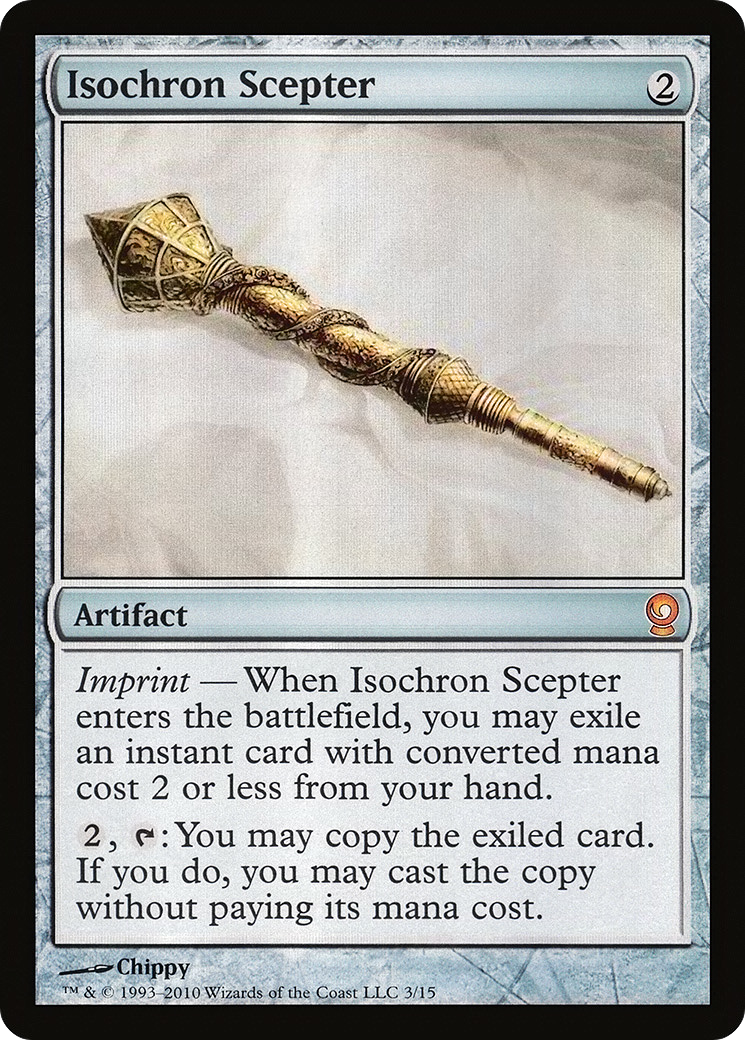 Isochron Scepter 2
Artifact
Imprint — When Isochron Scepter
enters the battlefield, you may exile
an instant card with converted mana
cost 2 or less from your hand.
2, : You may copy the exiled card.
If you do, you may cast the copy
without paying its mana cost.
Chippy
™ & © 1993–2010 Wizards of the Coast LLC 3/15